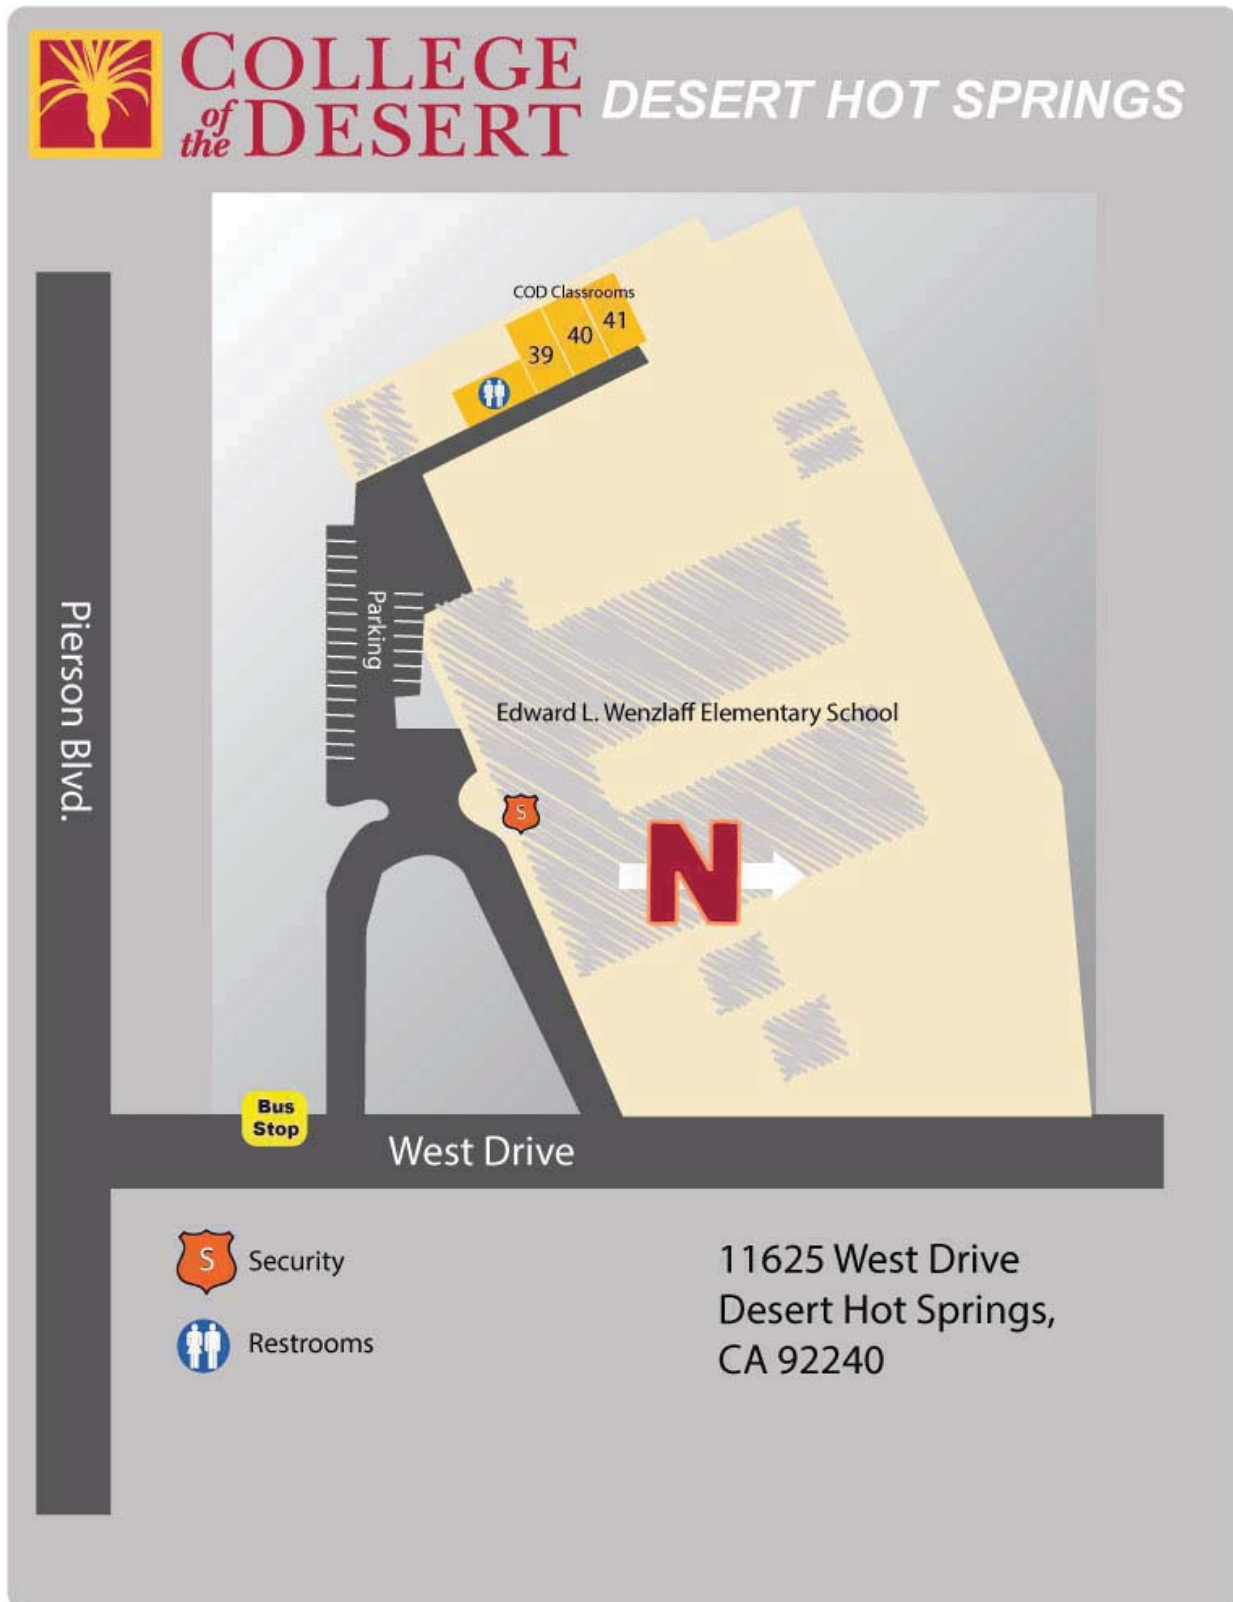 COLLEGE
of
the DESERT
DESERT HOT SPRINGS
COD Classrooms
39
40
41
Parking
Pierson Blvd.
Edward L. Wenzlaff Elementary School
S
N
Bus
Stop
West Drive
S
Security
Restrooms
11625 West Drive
Desert Hot Springs,
CA 92240